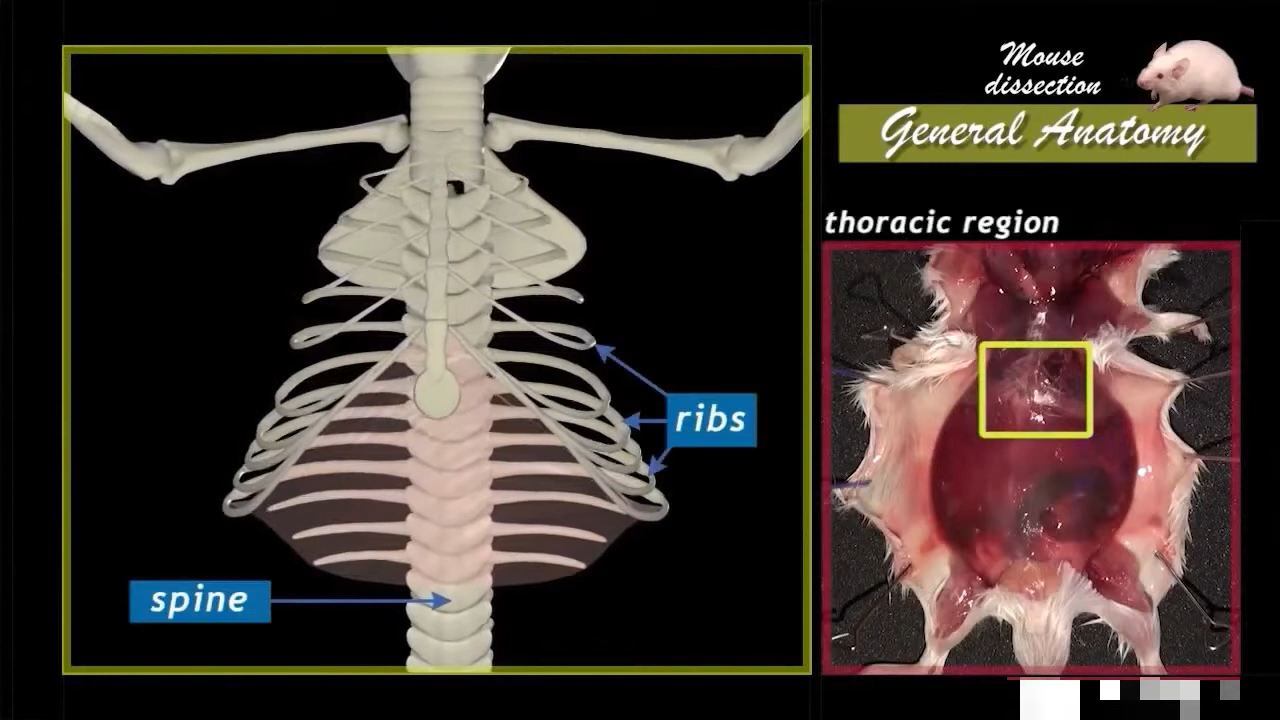 Mouse
dissection
General Anatomy
thoracic region
ribs
spine